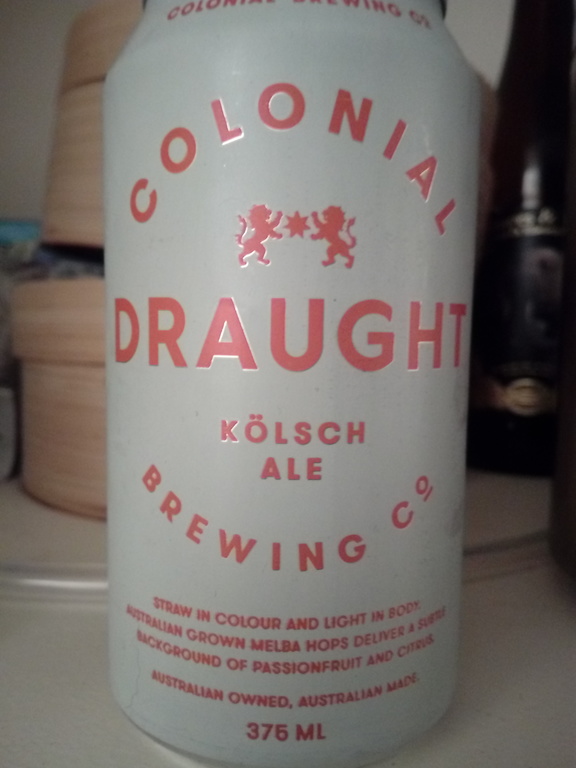 COLONIAL BREWING CO
COLONIAL
DRAUGHT
KÖLSCH
ALE
BREWING CO
STRAW IN COLOUR AND LIGHT IN BODY.
AUSTRALIAN GROWN MELBA HOPS DELIVER A SUBTLE
BACKGROUND OF PASSIONFRUIT AND CITRUS.
AUSTRALIAN OWNED, AUSTRALIAN MADE.
375 ML